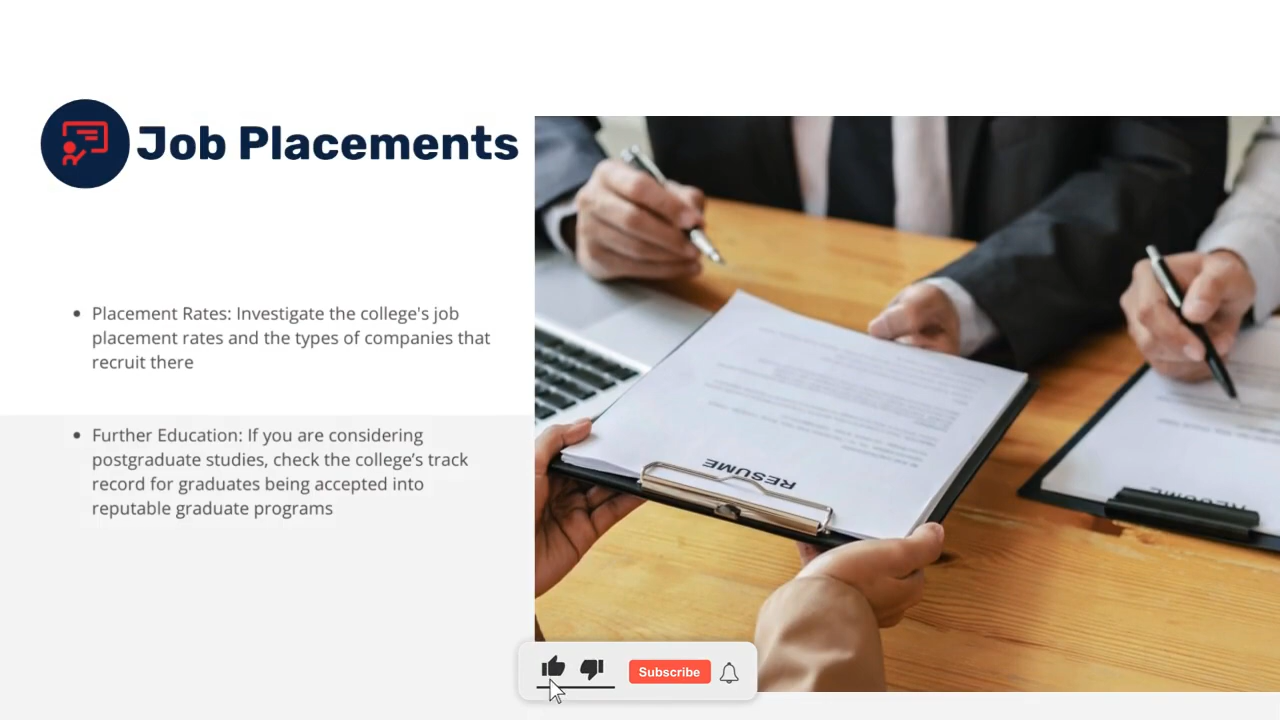 Job Placements
• Placement Rates: Investigate the college's job
placement rates and the types of companies that
recruit there
• Further Education: If you are considering
postgraduate studies, check the college’s track
record for graduates being accepted into
reputable graduate programs
RESUME
Subscribe